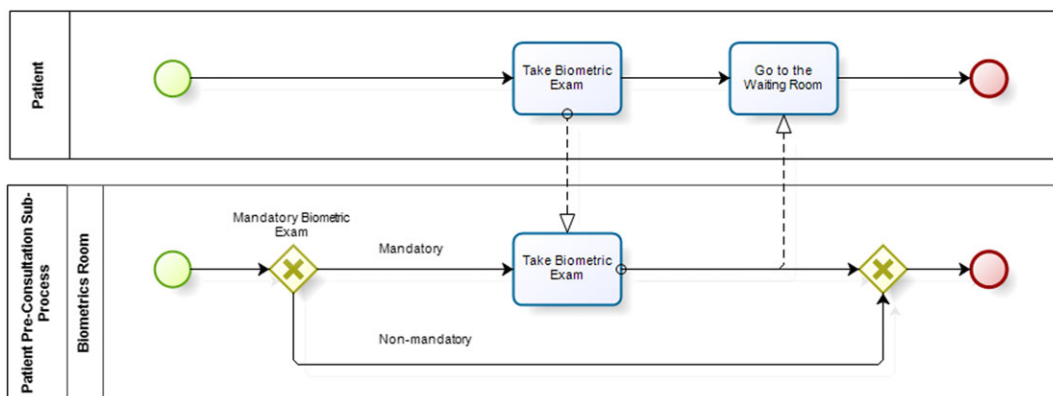 Patient
Take Biometric
Exam
Go to the
Waiting Room
Patient Pre-Consultation Sub-
Process
Biometrics Room
Mandatory Biometric
Exam
Mandatory
Take Biometric
Exam
Non-mandatory